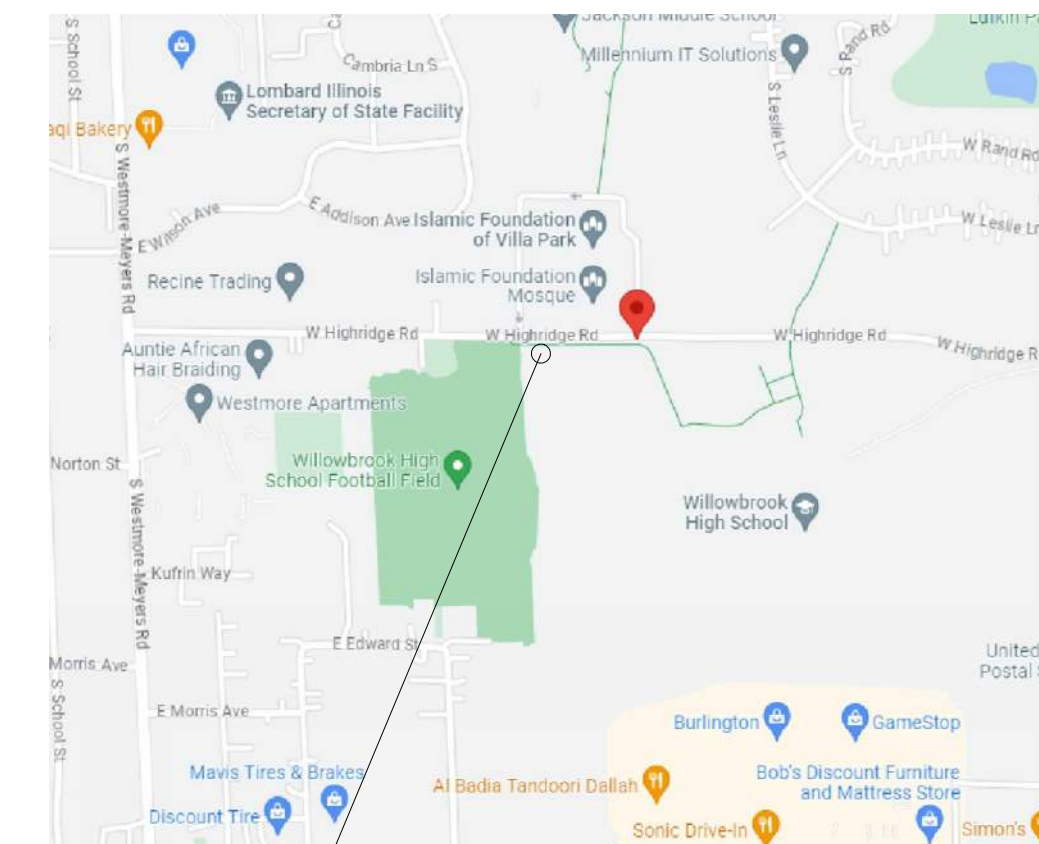 Jackson Middle School
S School St
Millennium IT Solutions
S Rand Rd
Cambria Ln S
Lombard Illinois
Secretary of State Facility
S Leslie Ln
aqi Bakery
S Westmore-Meyers Rd
W Rand Rd
E Wilson Ave
E Addison Ave
Islamic Foundation
of Villa Park
W Leslie Ln
Recine Trading
Islamic Foundation
Mosque
W Highridge Rd
W Highridge Rd
W Highridge Rd
W Highridge R
Auntie African
Hair Braiding
Westmore Apartments
Norton St
Willowbrook High
School Football Field
S Westmore-Meyers Rd
Willowbrook
High School
Kufrin Way
E Edward St
Morris Ave
United
Postal
S School St
E Morris Ave
Burlington
GameStop
Mavis Tires & Brakes
Al Badia Tandoori Dallah
Bob's Discount Furniture
and Mattress Store
Discount Tire
Sonic Drive-In
Simon's